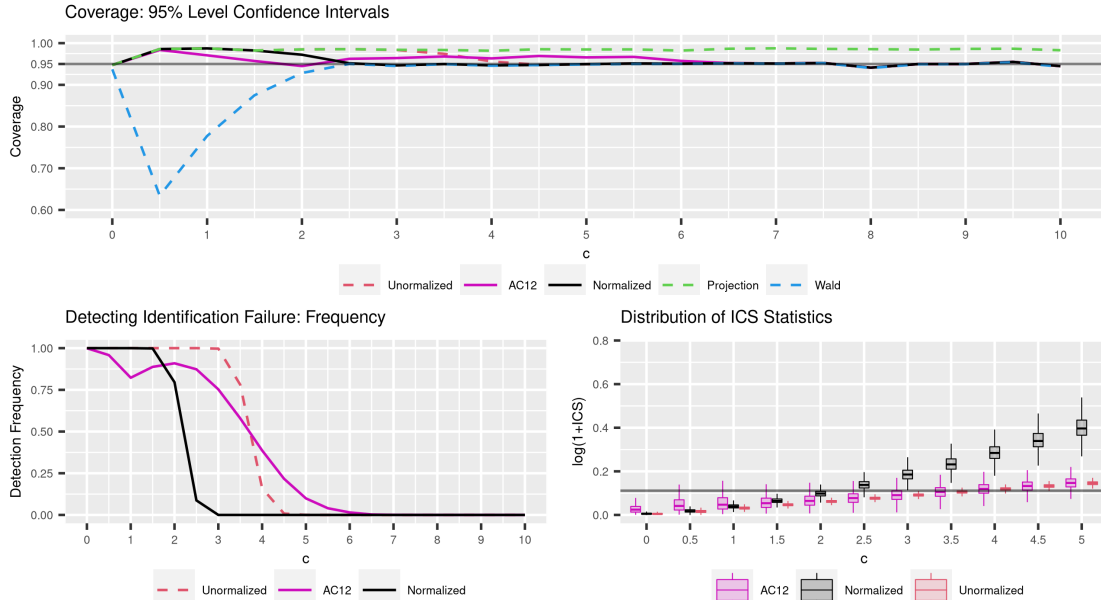 Coverage: 95% Level Confidence Intervals
1.00
0.95
0.90
0.80
0.70
0.60
Coverage
0 1 2 3 4 5 6 7 8 9 10
c
Unormalized AC12 Normalized Projection Wald
Detecting Identification Failure: Frequency
1.00
0.75
0.50
0.25
0.00
Detection Frequency
0 1 2 3 4 5 6 7 8 9 10
c
Unormalized AC12 Normalized
Distribution of ICS Statistics
0.8
0.6
0.4
0.2
0.0
log(1+ICS)
0 0.5 1 1.5 2 2.5 3 3.5 4 4.5 5
c
AC12 Normalized Unormalized